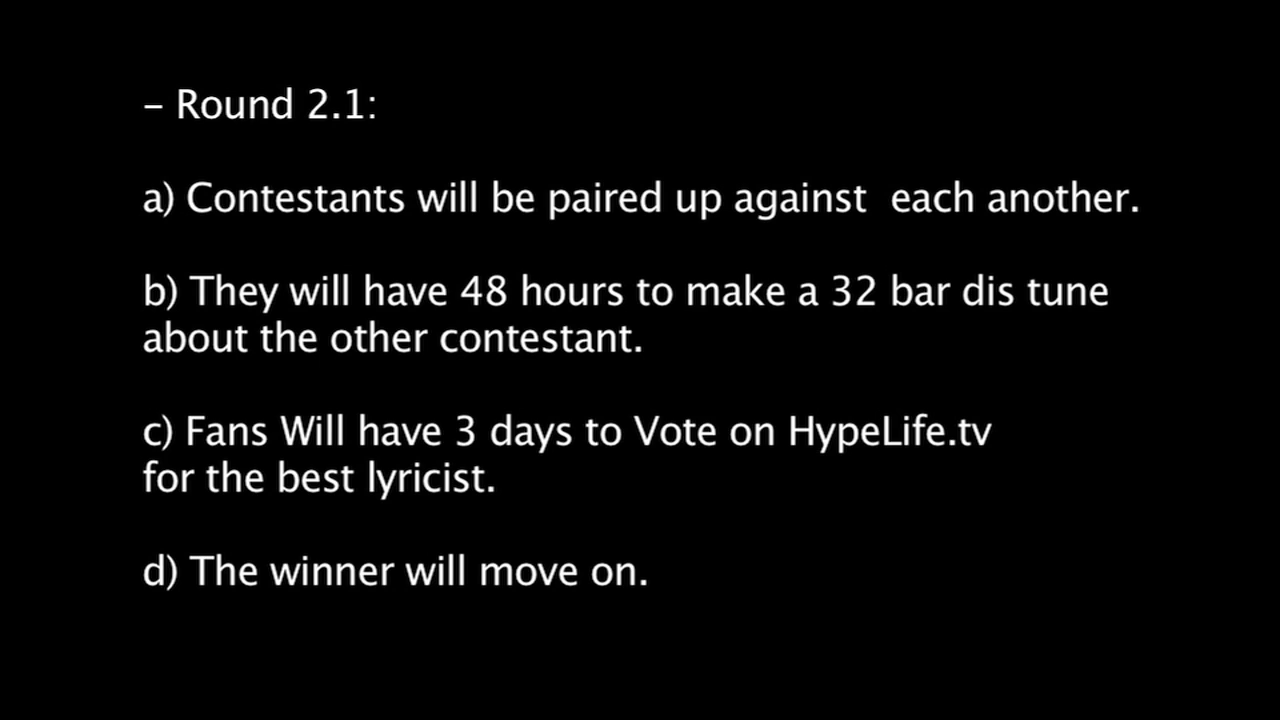 – Round 2.1:
a) Contestants will be paired up against  each another.
b) They will have 48 hours to make a 32 bar dis tune
about the other contestant.
c) Fans Will have 3 days to Vote on HypeLife.tv
for the best lyricist.
d) The winner will move on.